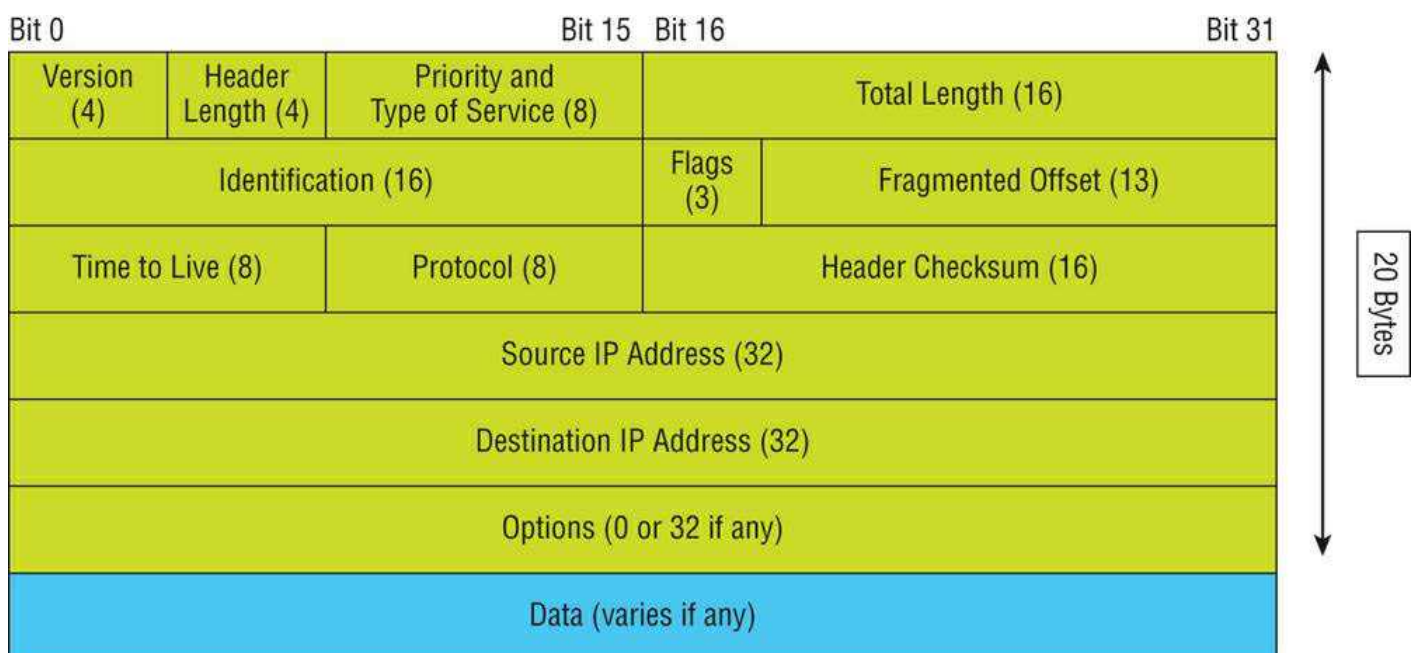 Bit 0 Bit 15 Bit 16 Bit 31
Version
(4)
Header
Length (4)
Priority and
Type of Service (8)
Total Length (16)
Identification (16)
Flags
(3)
Fragmented Offset (13)
Time to Live (8)
Protocol (8)
Header Checksum (16)
Source IP Address (32)
Destination IP Address (32)
Options (0 or 32 if any)
Data (varies if any)
20 Bytes